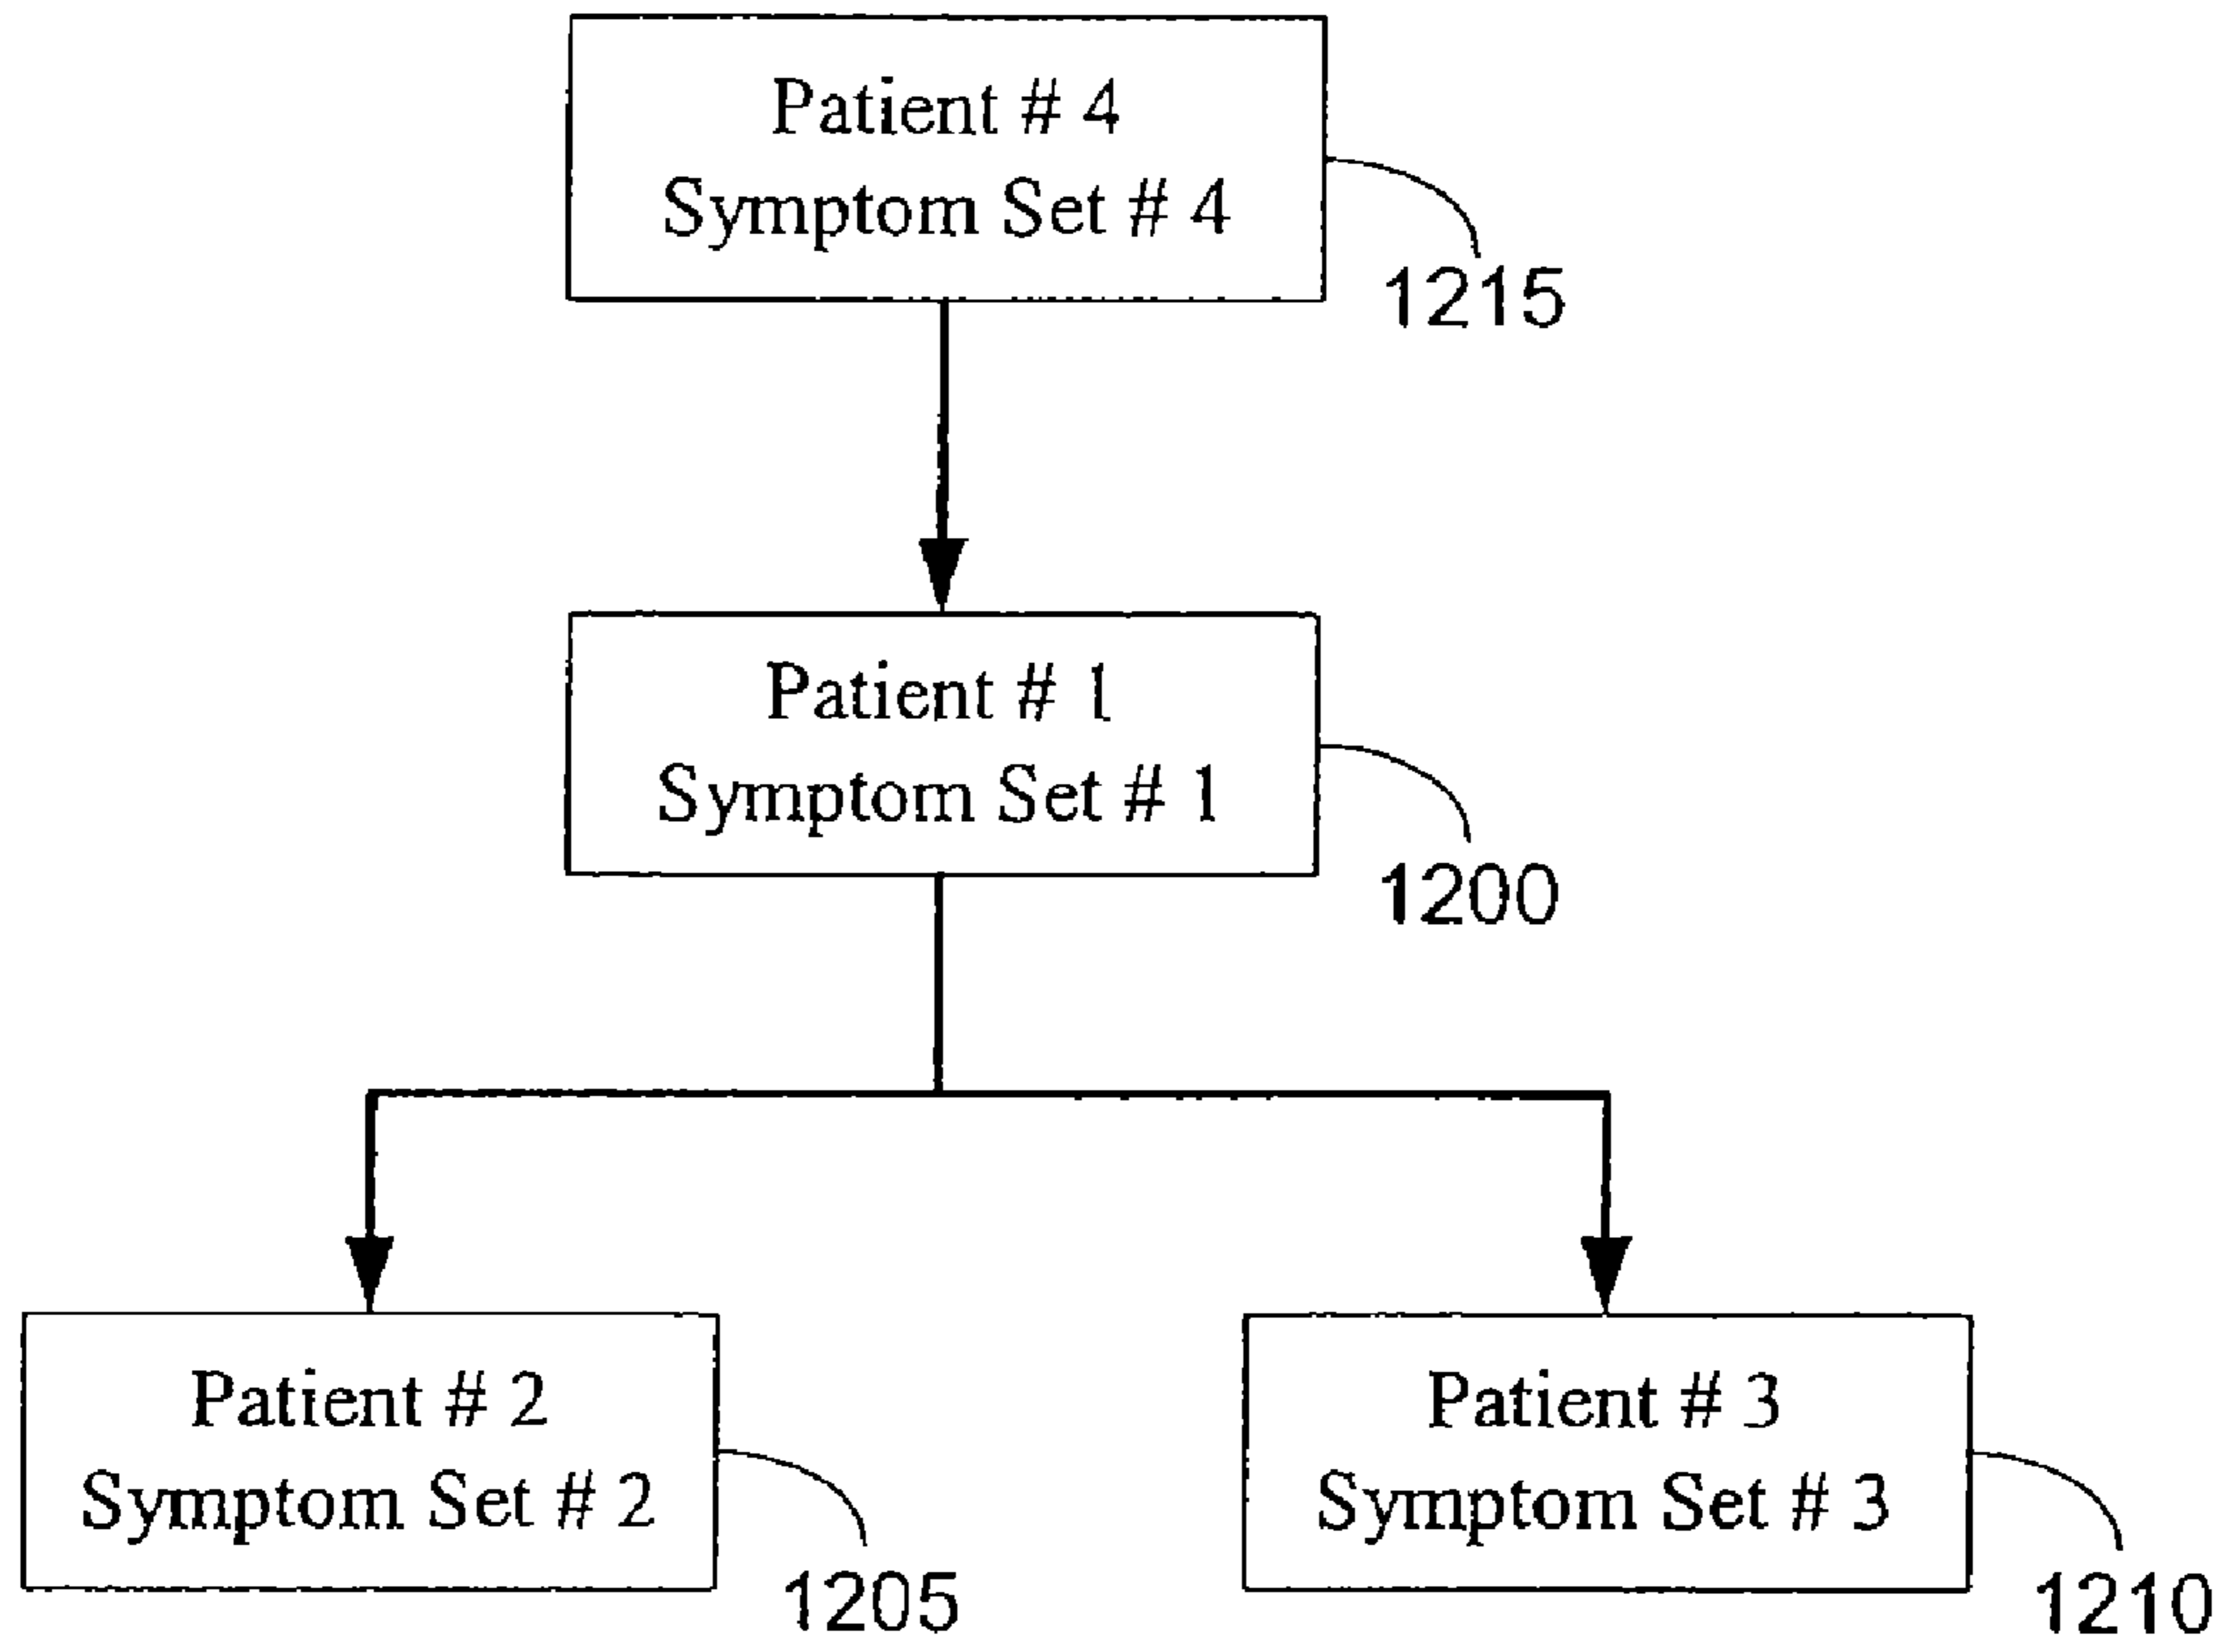 Patient # 4
Symptom Set # 4
1215
Patient # 1
Symptom Set # 1
1200
Patient # 2
Symptom Set # 2
1205
Patient # 3
Symptom Set # 3
1210